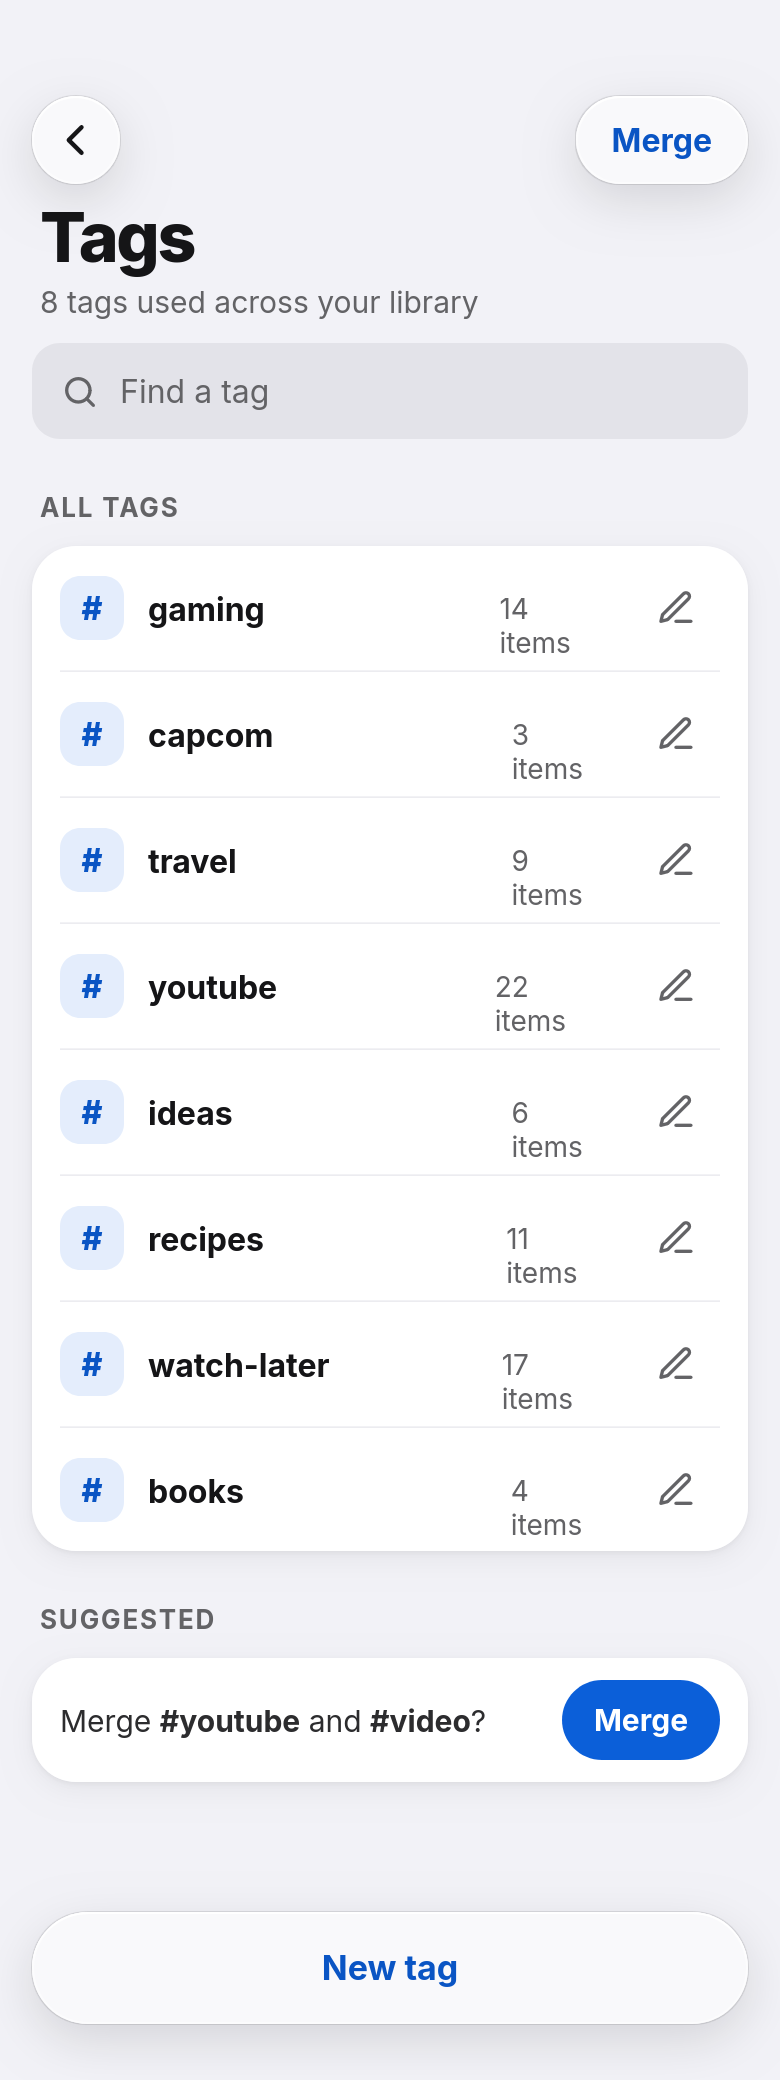 Merge
Tags
8 tags used across your library
Find a tag
ALL TAGS
# gaming 14
items
# capcom 3
items
# travel 9
items
# youtube 22
items
# ideas 6
items
# recipes 11
items
# watch-later 17
items
# books 4
items
SUGGESTED
Merge #youtube and #video? Merge
New tag